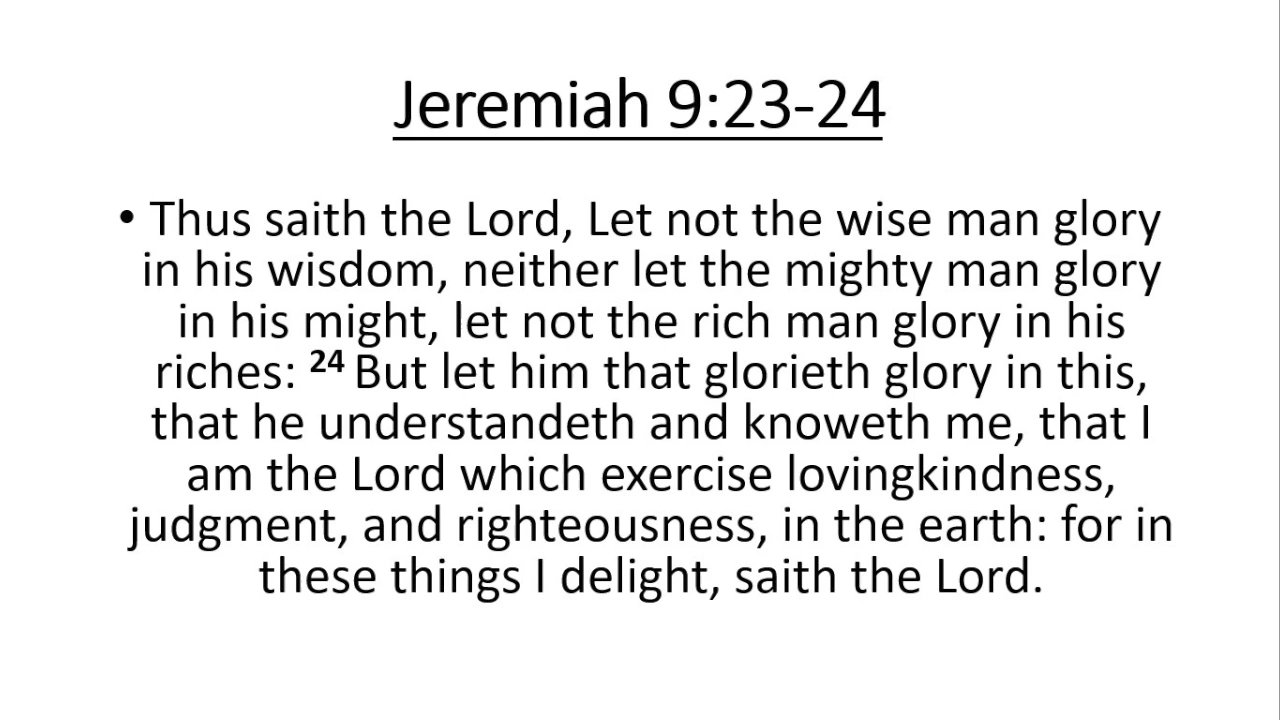 Jeremiah 9:23-24
• Thus saith the Lord, Let not the wise man glory
in his wisdom, neither let the mighty man glory
in his might, let not the rich man glory in his
riches: 24 But let him that glorieth glory in this,
that he understandeth and knoweth me, that I
am the Lord which exercise lovingkindness,
judgment, and righteousness, in the earth: for in
these things I delight, saith the Lord.